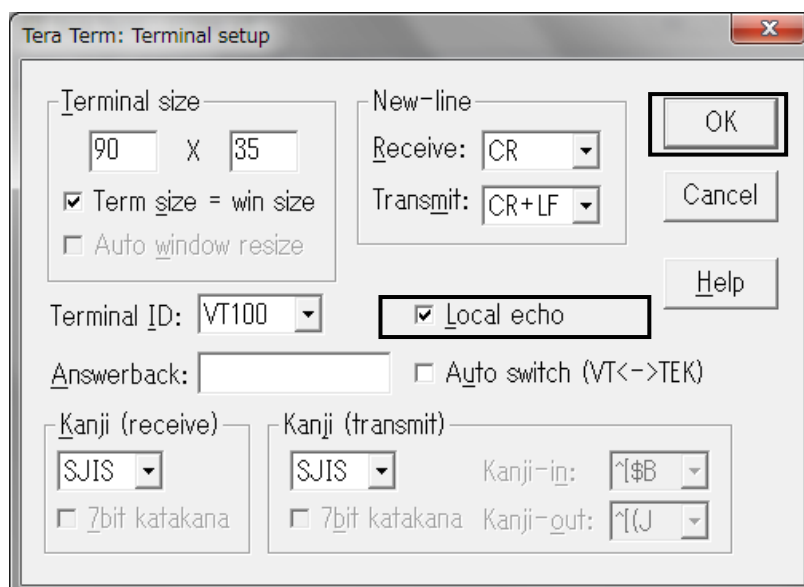 Tera Term: Terminal setup
Terminal size
90 X 35
Term size = win size
Auto window resize
New-line
Receive: CR
Transmit: CR+LF
OK
Cancel
Help
Terminal ID: VT100
Local echo
Answerback:
Auto switch (VT<->TEK)
Kanji (receive)
SJIS
7bit katakana
Kanji (transmit)
SJIS
7bit katakana
Kanji-in: ^[$B
Kanji-out: ^[(J